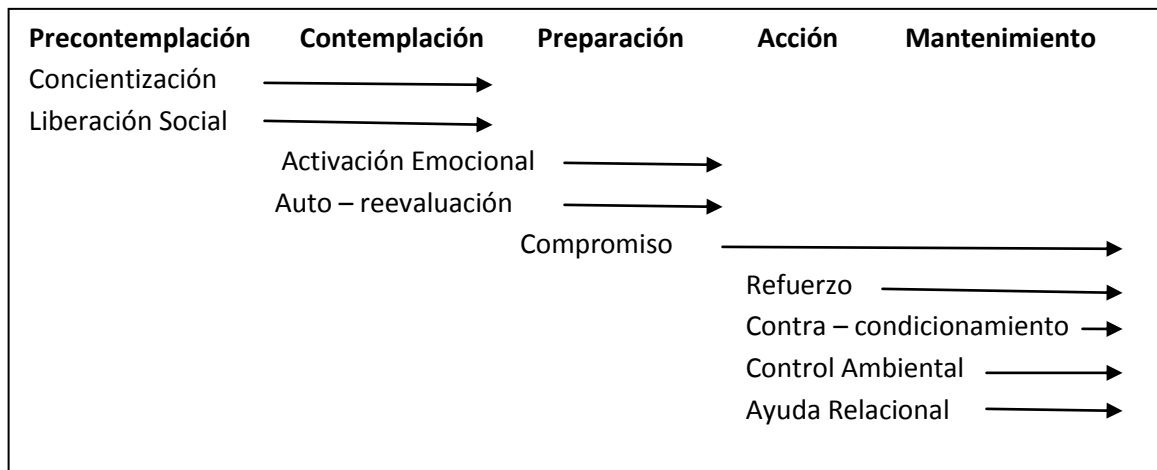 Precontemplación Contemplación Preparación Acción Mantenimiento
Concientización
Liberación Social
Activación Emocional
Auto – reevaluación
Compromiso
Refuerzo
Contra – condicionamiento
Control Ambiental
Ayuda Relacional